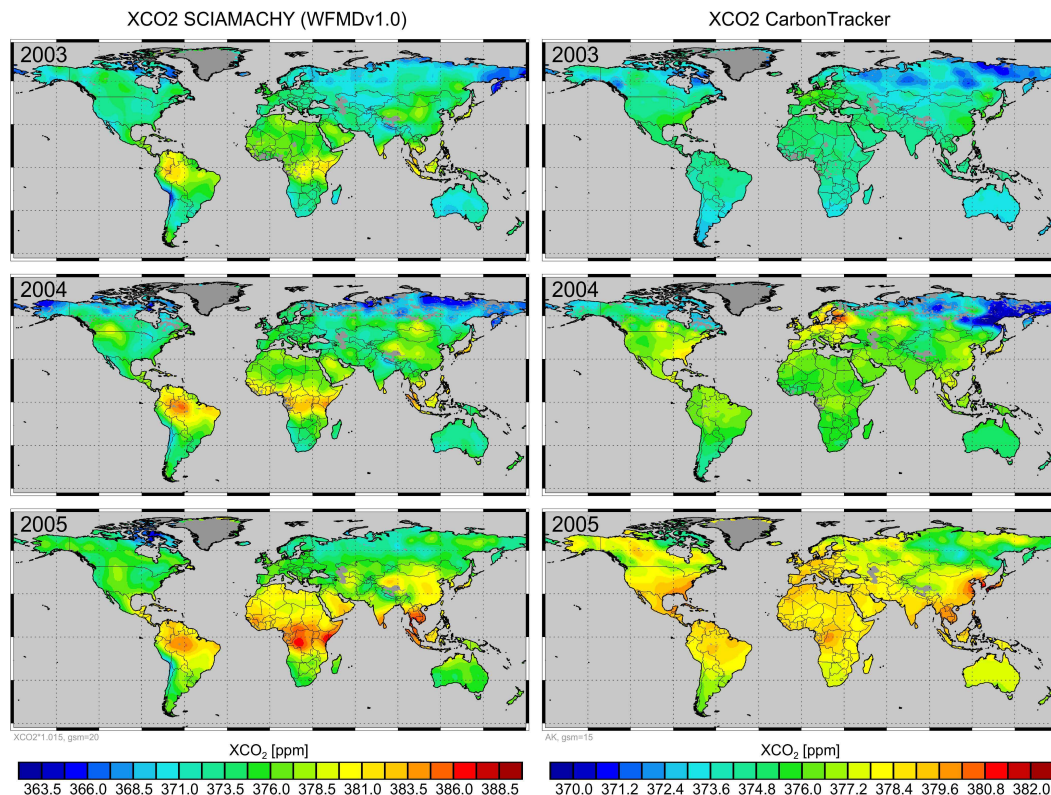 XCO2 SCIAMACHY (WFMDv1.0)
XCO2 CarbonTracker
2003
2003
2004
2004
2005
2005
XCO2*1.015, gsm=20
AK, gsm=15
XCO₂ [ppm]
XCO₂ [ppm]
363.5 366.0 368.5 371.0 373.5 376.0 378.5 381.0 383.5 386.0 388.5
370.0 371.2 372.4 373.6 374.8 376.0 377.2 378.4 379.6 380.8 382.0